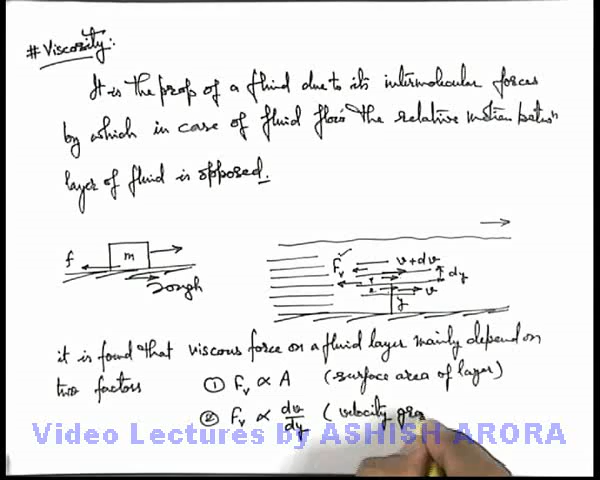 # Viscosity:
It is the prop of a fluid due to its intermolecular forces
by which in case of fluid flow the relative motion between
layer of fluid is opposed.
f m rough
Fv v+dv dy
v
y
it is found that viscous force on a fluid layer mainly depend on
two factors ① Fv ∝ A (surface area of layer)
② Fv ∝ dv/dy (velocity gra
Video Lectures by ASHISH ARORA